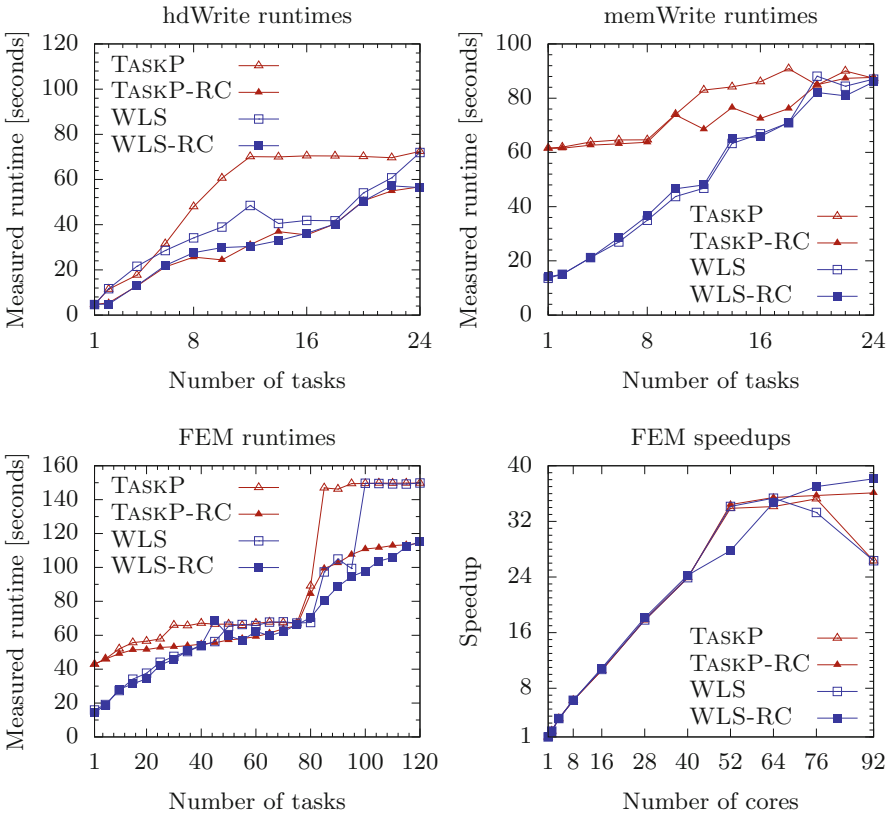 hdWrite runtimes
Measured runtime [seconds]
120
100
80
60
40
20
0
TASKP
TASKP-RC
WLS
WLS-RC
1 8 16 24
Number of tasks
memWrite runtimes
Measured runtime [seconds]
100
80
60
40
20
0
TASKP
TASKP-RC
WLS
WLS-RC
1 8 16 24
Number of tasks
FEM runtimes
Measured runtime [seconds]
160
140
120
100
80
60
40
20
0
TASKP
TASKP-RC
WLS
WLS-RC
1 20 40 60 80 100 120
Number of tasks
FEM speedups
Speedup
40
32
24
16
8
1
TASKP
TASKP-RC
WLS
WLS-RC
1 8 16 28 40 52 64 76 92
Number of cores